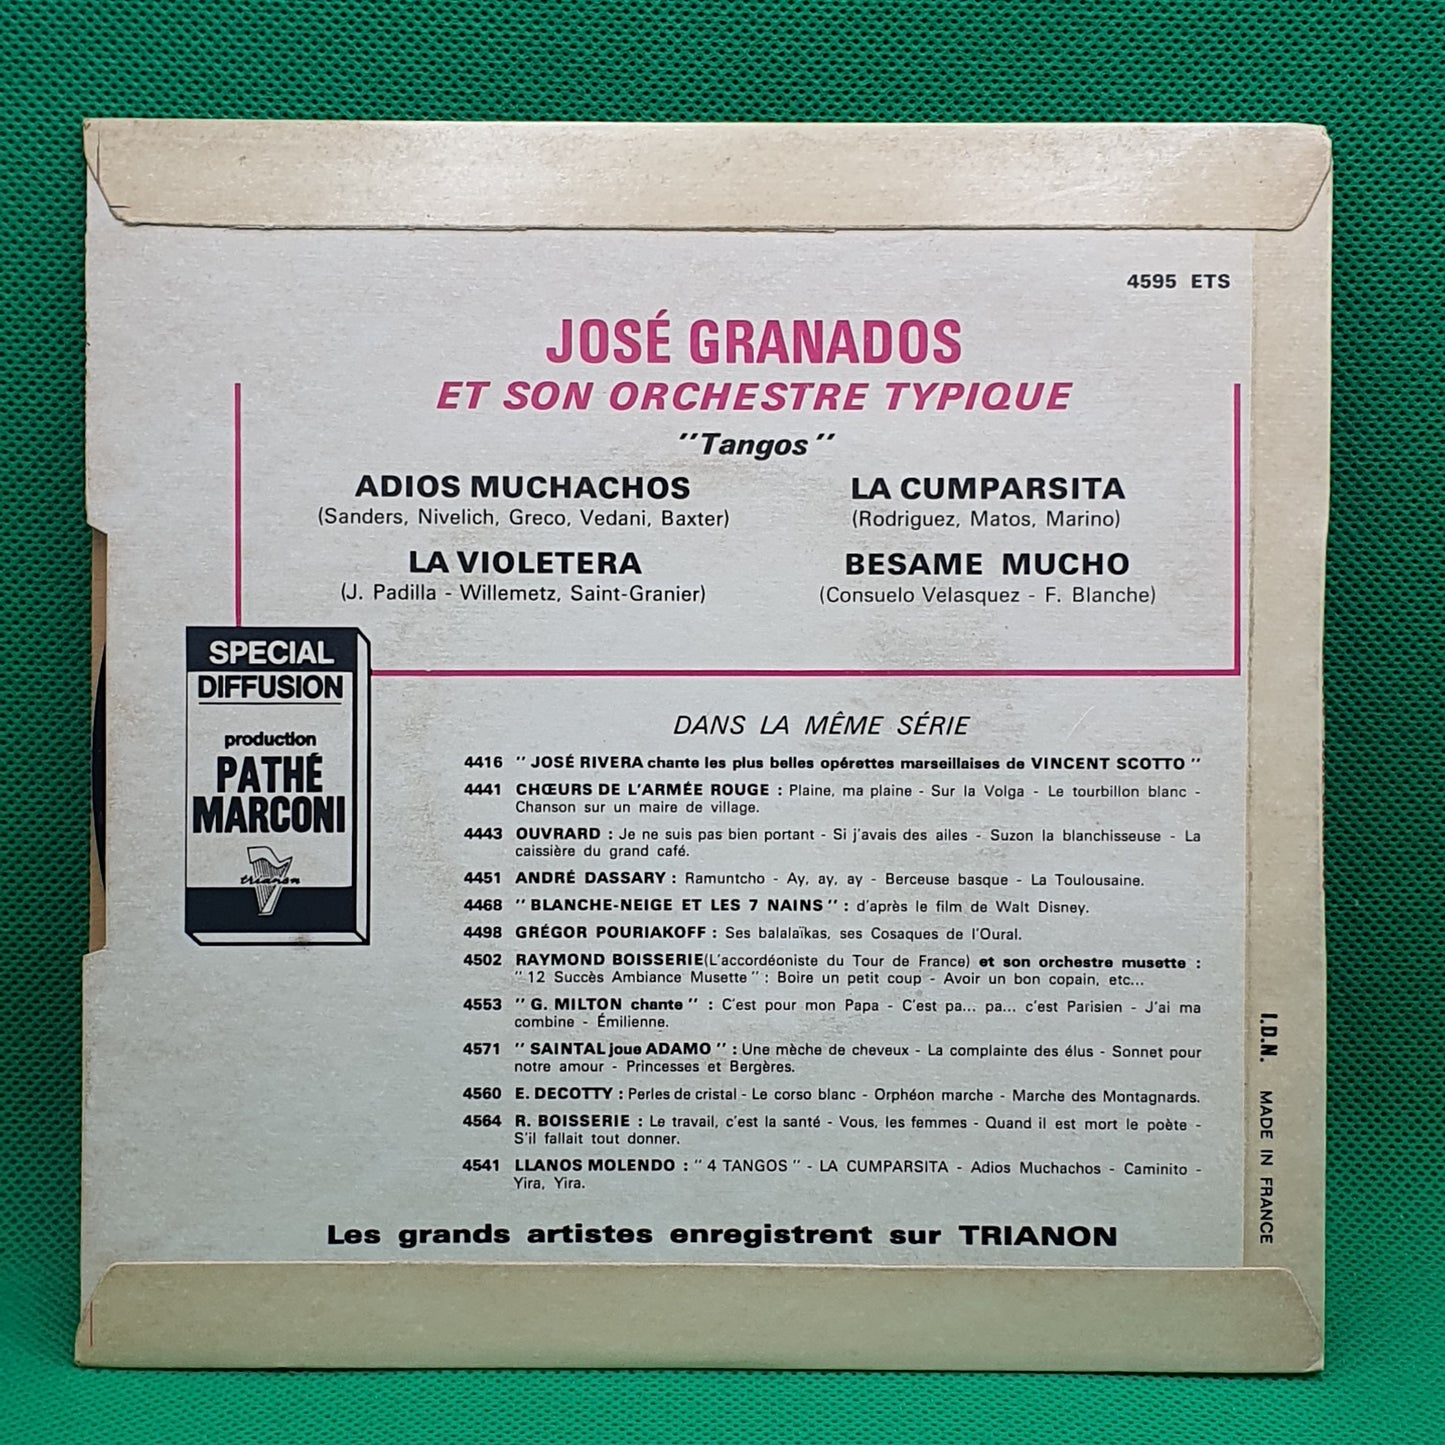 4595 ETS
JOSÉ GRANADOS
ET SON ORCHESTRE TYPIQUE
"Tangos"
ADIOS MUCHACHOS
(Sanders, Nivelich, Greco, Vedani, Baxter)
LA VIOLETERA
(J. Padilla - Willemetz, Saint-Granier)
LA CUMPARSITA
(Rodriguez, Matos, Marino)
BESAME MUCHO
(Consuelo Velasquez - F. Blanche)
SPECIAL
DIFFUSION
production
PATHÉ
MARCONI
trianon
DANS LA MÊME SÉRIE
4416 "JOSÉ RIVERA chante les plus belles opérettes marseillaises de VINCENT SCOTTO"
4441 CHŒURS DE L'ARMÉE ROUGE : Plaine, ma plaine - Sur la Volga - Le tourbillon blanc -
Chanson sur un maire de village.
4443 OUVRARD : Je ne suis pas bien portant - Si j'avais des ailes - Suzon la blanchisseuse - La
caissière du grand café.
4451 ANDRÉ DASSARY : Ramuntcho - Ay, ay, ay - Berceuse basque - La Toulousaine.
4468 "BLANCHE-NEIGE ET LES 7 NAINS" : d'après le film de Walt Disney.
4498 GRÉGOR POURIAKOFF : Ses balalaïkas, ses Cosaques de l'Oural.
4502 RAYMOND BOISSERIE (L'accordéoniste du Tour de France) et son orchestre musette :
"12 Succès Ambiance Musette" : Boire un petit coup - Avoir un bon copain, etc...
4553 "G. MILTON chante" : C'est pour mon Papa - C'est pa... pa... c'est Parisien - J'ai ma
combine - Émilienne.
4571 "SAINTAL joue ADAMO" : Une mèche de cheveux - La complainte des élus - Sonnet pour
notre amour - Princesses et Bergères.
4560 E. DECOTTY : Perles de cristal - Le corso blanc - Orphéon marche - Marche des Montagnards.
4564 R. BOISSERIE : Le travail, c'est la santé - Vous, les femmes - Quand il est mort le poète -
S'il fallait tout donner.
4541 LLANOS MOLENDO : "4 TANGOS" - LA CUMPARSITA - Adios Muchachos - Caminito -
Yira, Yira.
Les grands artistes enregistrent sur TRIANON
I.D.N. MADE IN FRANCE